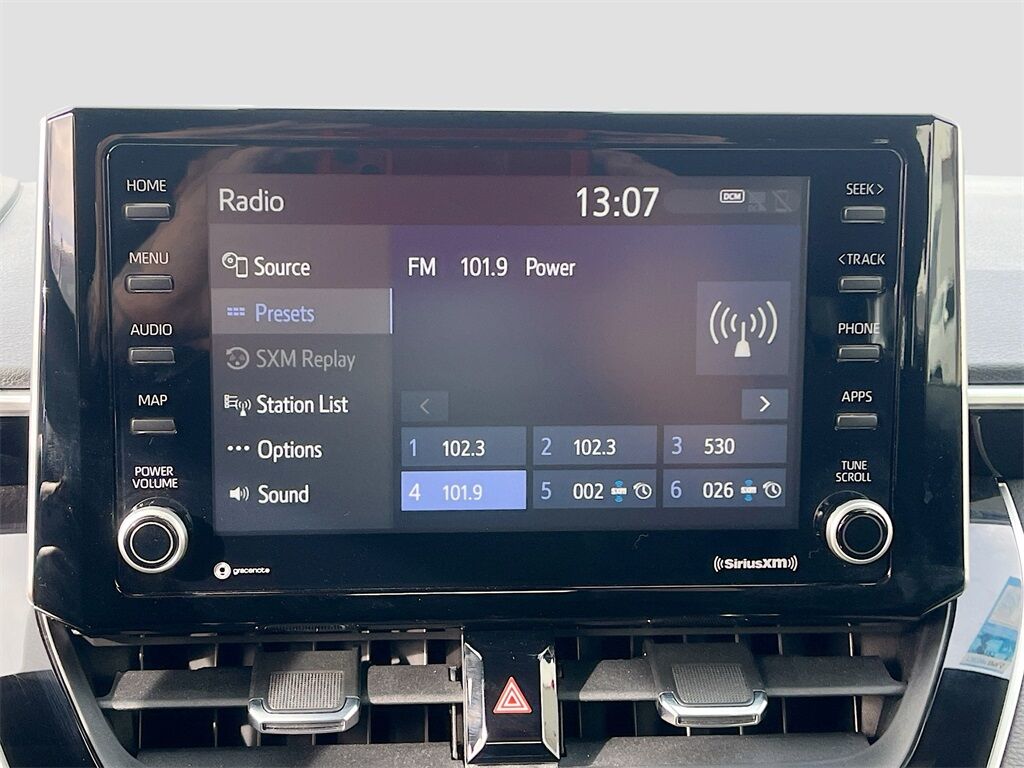 HOME
MENU
AUDIO
MAP
POWER
VOLUME
Radio
13:07
DCM
Source
Presets
SXM Replay
Station List
Options
Sound
FM 101.9 Power
<
>
1 102.3
2 102.3
3 530
4 101.9
5 002 SXM
6 026 SXM
gracenote
((SiriusXM))
SEEK>
<TRACK
PHONE
APPS
TUNE
SCROLL